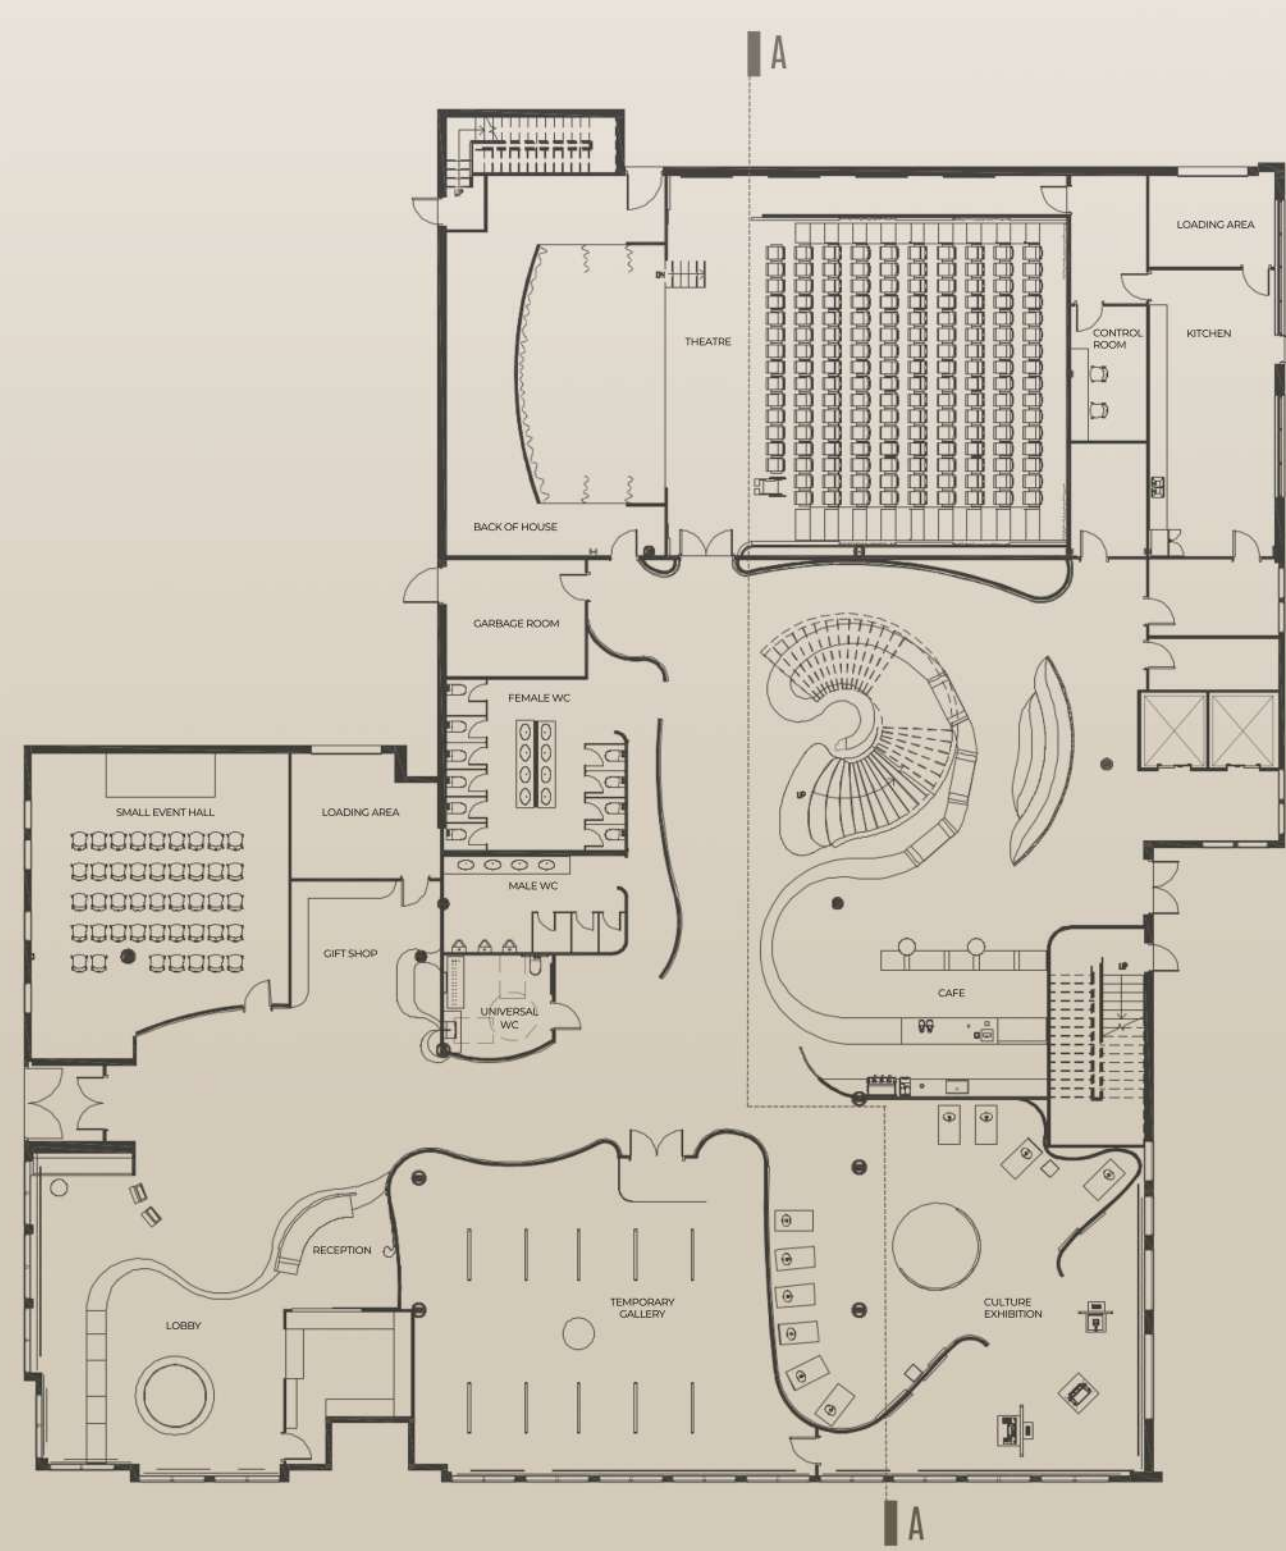 A
UP
LOADING AREA
CONTROL
ROOM
KITCHEN
THEATRE
BACK OF HOUSE
GARBAGE ROOM
FEMALE WC
SMALL EVENT HALL
LOADING AREA
UP
MALE WC
GIFT SHOP
CAFE
UP
UNIVERSAL
WC
RECEPTION
LOBBY
TEMPORARY
GALLERY
CULTURE
EXHIBITION
A